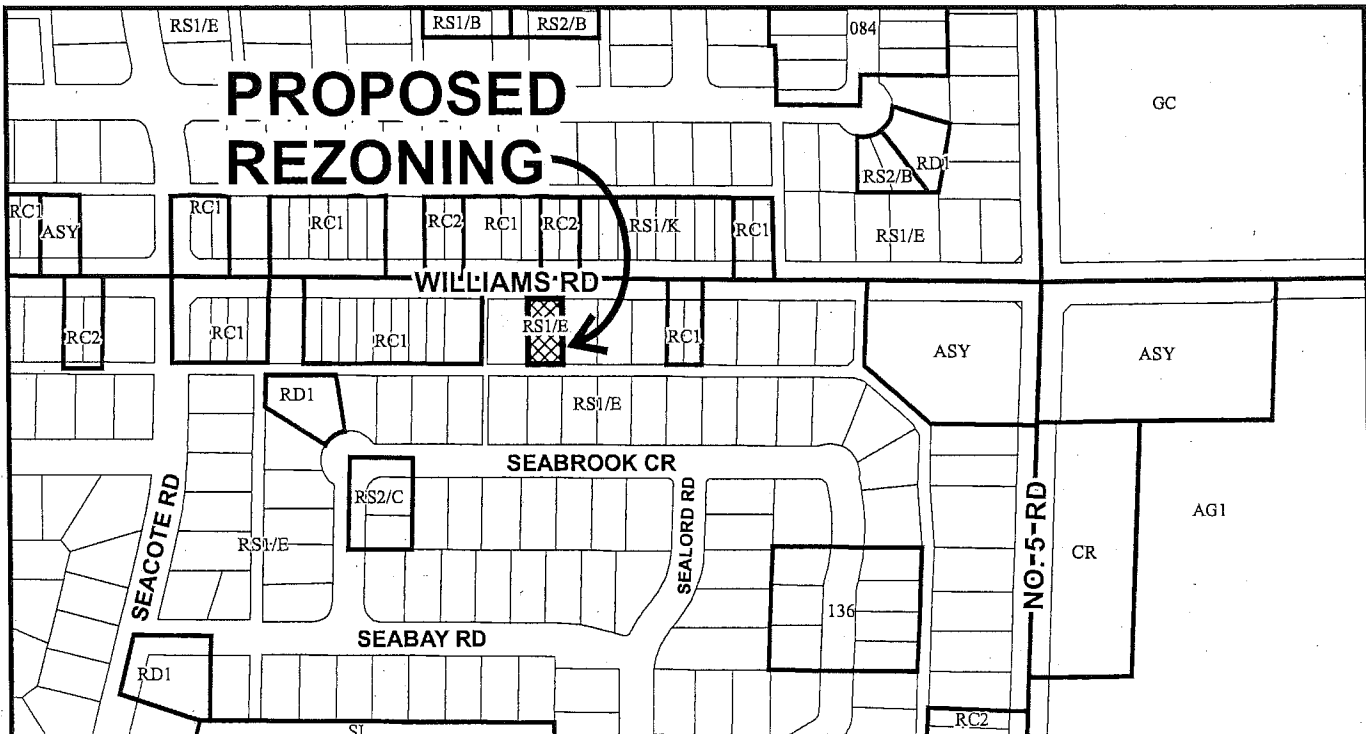 RS1/E
RS1/B
RS2/B
084
PROPOSED
REZONING
GC
RS2/B
RD1
RC1
ASY
RC1
RC1
RC2
RC1
RC2
RS1/K
RC1
RS1/E
WILLIAMS RD
RC2
RC1
RC1
RS1/E
RC1
ASY
ASY
RD1
RS1/E
SEABROOK CR
RS2/C
SEACOTE RD
RS1/E
SEALORD RD
NO. 5 RD
AG1
CR
136
SEABAY RD
RD1
RC2